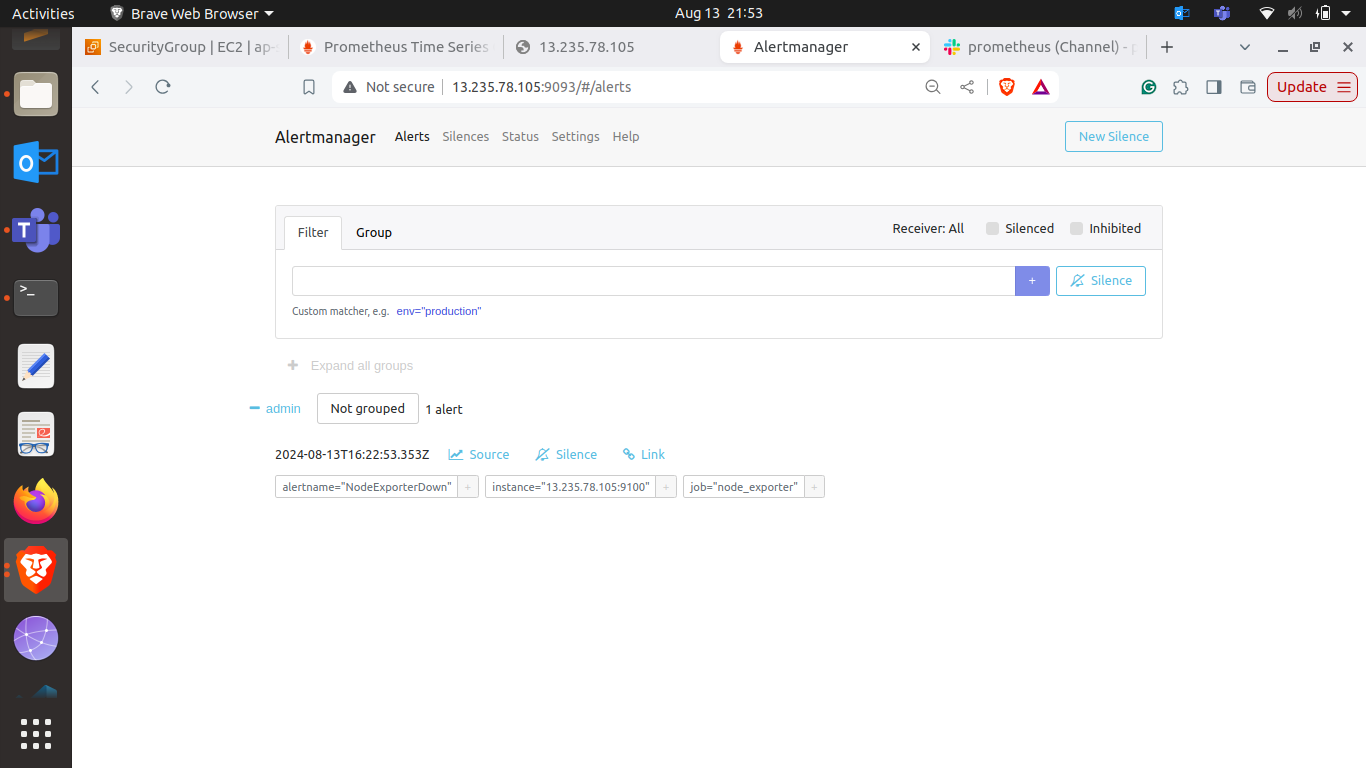 Activities Brave Web Browser Aug 13 21:53
SecurityGroup | EC2 | ap- Prometheus Time Series 13.235.78.105 Alertmanager prometheus (Channel) -
Not secure 13.235.78.105:9093/#/alerts Update
Alertmanager Alerts Silences Status Settings Help New Silence
Filter Group Receiver: All Silenced Inhibited
+ Silence
Custom matcher, e.g. env="production"
+ Expand all groups
admin Not grouped 1 alert
2024-08-13T16:22:53.353Z Source Silence Link
alertname="NodeExporterDown" + instance="13.235.78.105:9100" + job="node_exporter" +